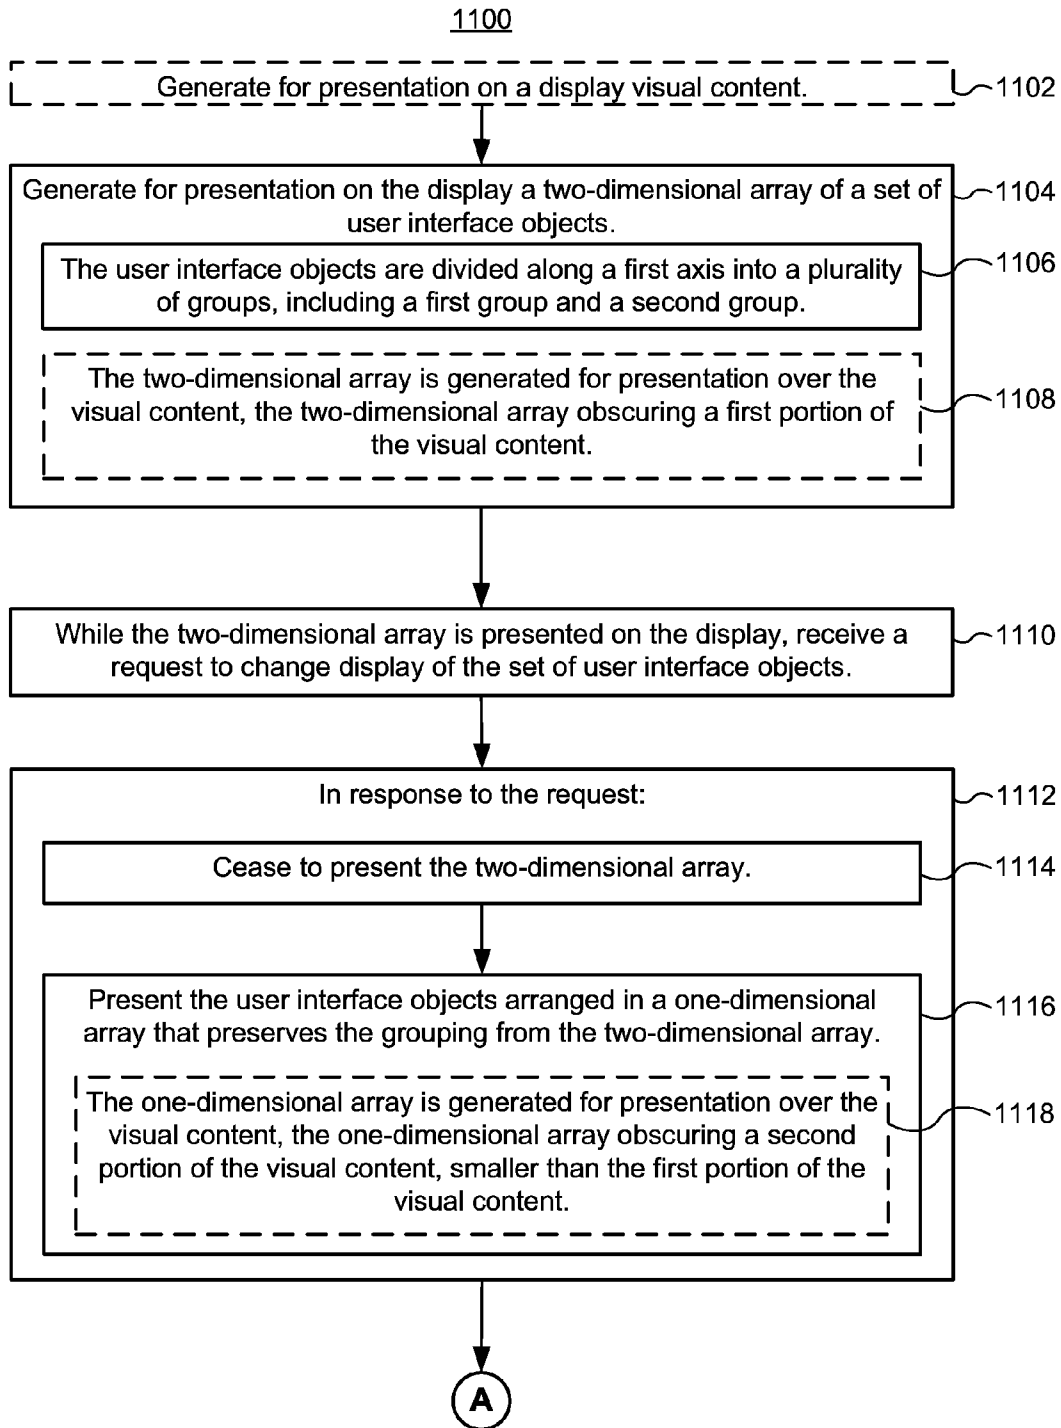 1100
Generate for presentation on a display visual content.
1102
Generate for presentation on the display a two-dimensional array of a set of
user interface objects.
1104
The user interface objects are divided along a first axis into a plurality
of groups, including a first group and a second group.
1106
The two-dimensional array is generated for presentation over the
visual content, the two-dimensional array obscuring a first portion of
the visual content.
1108
While the two-dimensional array is presented on the display, receive a
request to change display of the set of user interface objects.
1110
In response to the request:
1112
Cease to present the two-dimensional array.
1114
Present the user interface objects arranged in a one-dimensional
array that preserves the grouping from the two-dimensional array.
1116
The one-dimensional array is generated for presentation over the
visual content, the one-dimensional array obscuring a second
portion of the visual content, smaller than the first portion of the
visual content.
1118
A